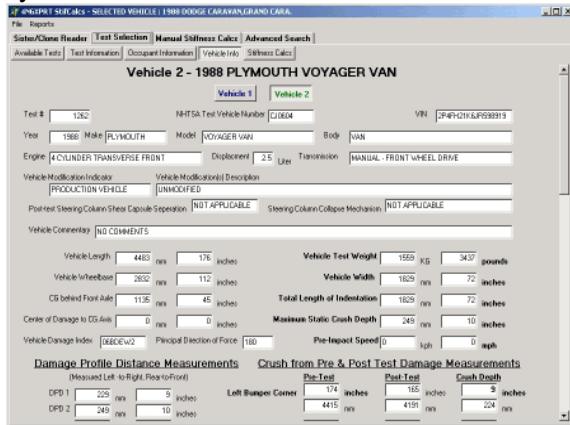 4N6XPRT StifCalcs - SELECTED VEHICLE : 1988 DODGE CARAVAN,GRAND CARA.
File Reports
Sister/Clone Reader Test Selection Manual Stiffness Calcs Advanced Search
Available Tests Test Information Occupant Information Vehicle Info Stiffness Calcs
Vehicle 2 - 1988 PLYMOUTH VOYAGER VAN
Vehicle 1 Vehicle 2
Test # 1262 NHTSA Test Vehicle Number CJ0604 VIN 2P4FH21K6JR598919
Year 1988 Make PLYMOUTH Model VOYAGER VAN Body VAN
Engine 4 CYLINDER TRANSVERSE FRONT Displacment 2.5 Liter Transmission MANUAL - FRONT WHEEL DRIVE
Vehicle Modification Indicator Vehicle Modification(s) Description
PRODUCTION VEHICLE UNMODIFIED
Post-test Steering Column Shear Capsule Seperation NOT APPLICABLE Steering Column Collapse Mechanism NOT APPLICABLE
Vehicle Commentary NO COMMENTS
Vehicle Length 4483 mm 176 inches Vehicle Test Weight 1559 KG 3437 pounds
Vehicle Wheelbase 2832 mm 112 inches Vehicle Width 1829 mm 72 inches
CG behind Front Axle 1135 mm 45 inches Total Length of Indentation 1829 mm 72 inches
Center of Damage to CG Axis 0 mm 0 inches Maximum Static Crush Depth 249 mm 10 inches
Vehicle Damage Index 06BDEW2 Principal Direction of Force 180 Pre-Impact Speed 0 kph 0 mph
Damage Profile Distance Measurements Crush from Pre & Post Test Damage Measurements
(Measured Left -to-Right, Rear-to-Front) Pre-Test Post-Test Crush Depth
DPD 1 229 mm 9 inches Left Bumper Corner 174 inches 165 inches 9 inches
DPD 2 249 mm 10 inches 4415 mm 4191 mm 224 mm